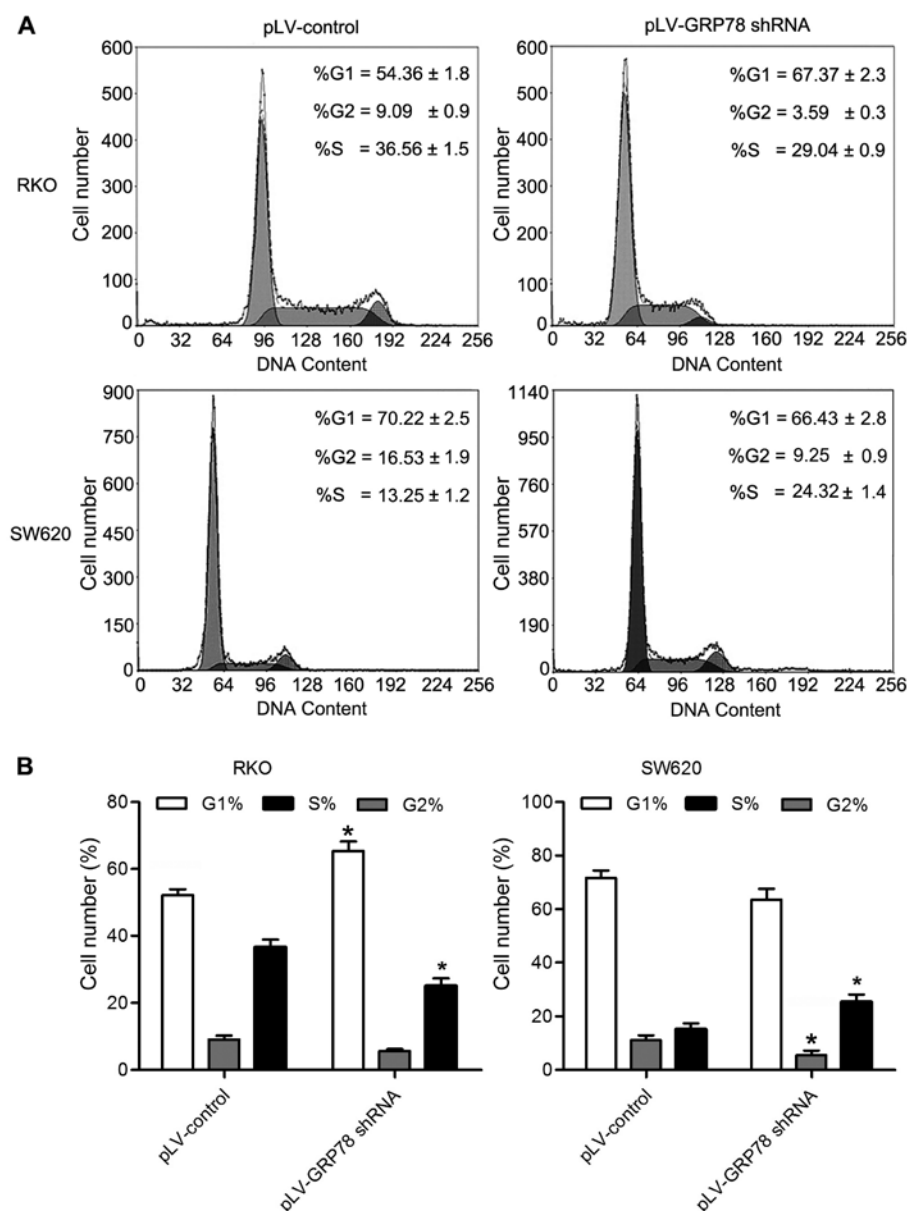 A
pLV-control
pLV-GRP78 shRNA
RKO
Cell number
600
500
400
300
200
100
0
%G1 = 54.36 ± 1.8
%G2 = 9.09 ± 0.9
%S = 36.56 ± 1.5
0 32 64 96 128 160 192 224 256
DNA Content
Cell number
600
500
400
300
200
100
0
%G1 = 67.37 ± 2.3
%G2 = 3.59 ± 0.3
%S = 29.04 ± 0.9
0 32 64 96 128 160 192 224 256
DNA Content
SW620
Cell number
900
750
600
450
300
150
0
%G1 = 70.22 ± 2.5
%G2 = 16.53 ± 1.9
%S = 13.25 ± 1.2
0 32 64 96 128 160 192 224 256
DNA Content
Cell number
1140
950
760
570
380
190
0
%G1 = 66.43 ± 2.8
%G2 = 9.25 ± 0.9
%S = 24.32 ± 1.4
0 32 64 96 128 160 192 224 256
DNA Content
B
RKO
G1% S% G2%
Cell number (%)
80
60
40
20
0
*
*
pLV-control
pLV-GRP78 shRNA
SW620
G1% S% G2%
Cell number (%)
100
80
60
40
20
0
*
*
pLV-control
pLV-GRP78 shRNA